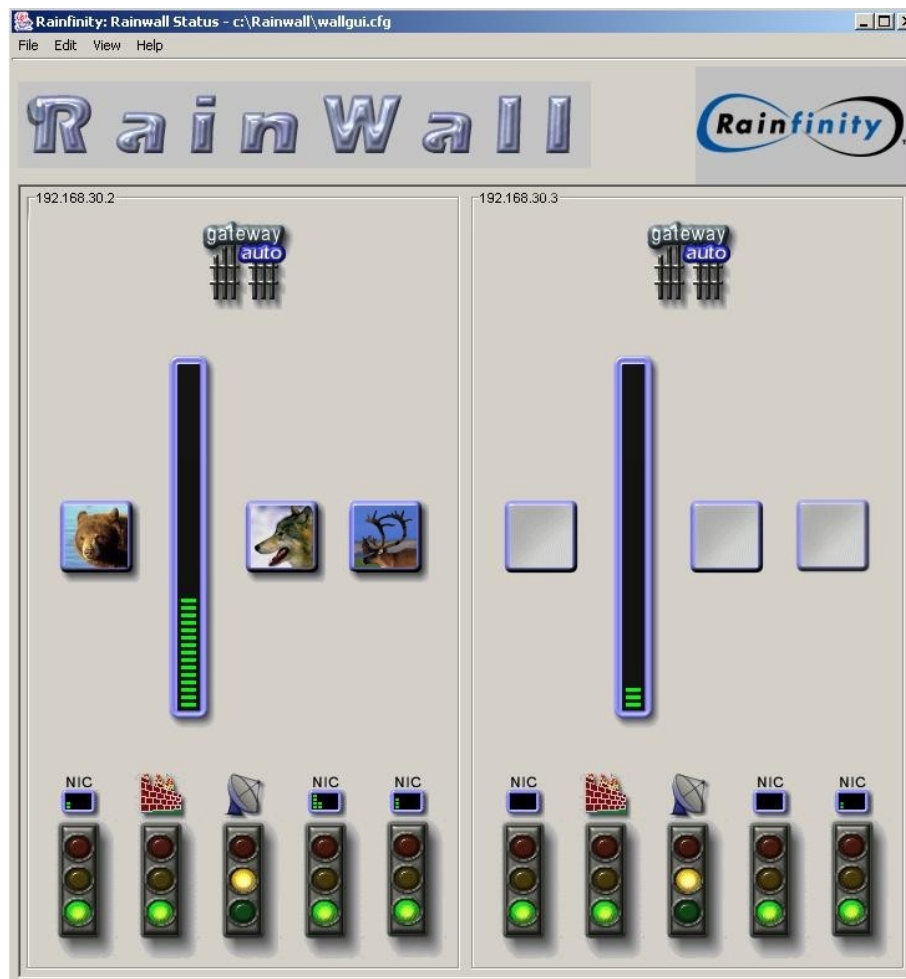 Rainfinity: Rainwall Status - c:\Rainwall\wallgui.cfg
File Edit View Help
RainWall
Rainfinity
192.168.30.2
192.168.30.3
gateway
auto
gateway
auto
NIC
NIC
NIC
NIC
NIC
NIC